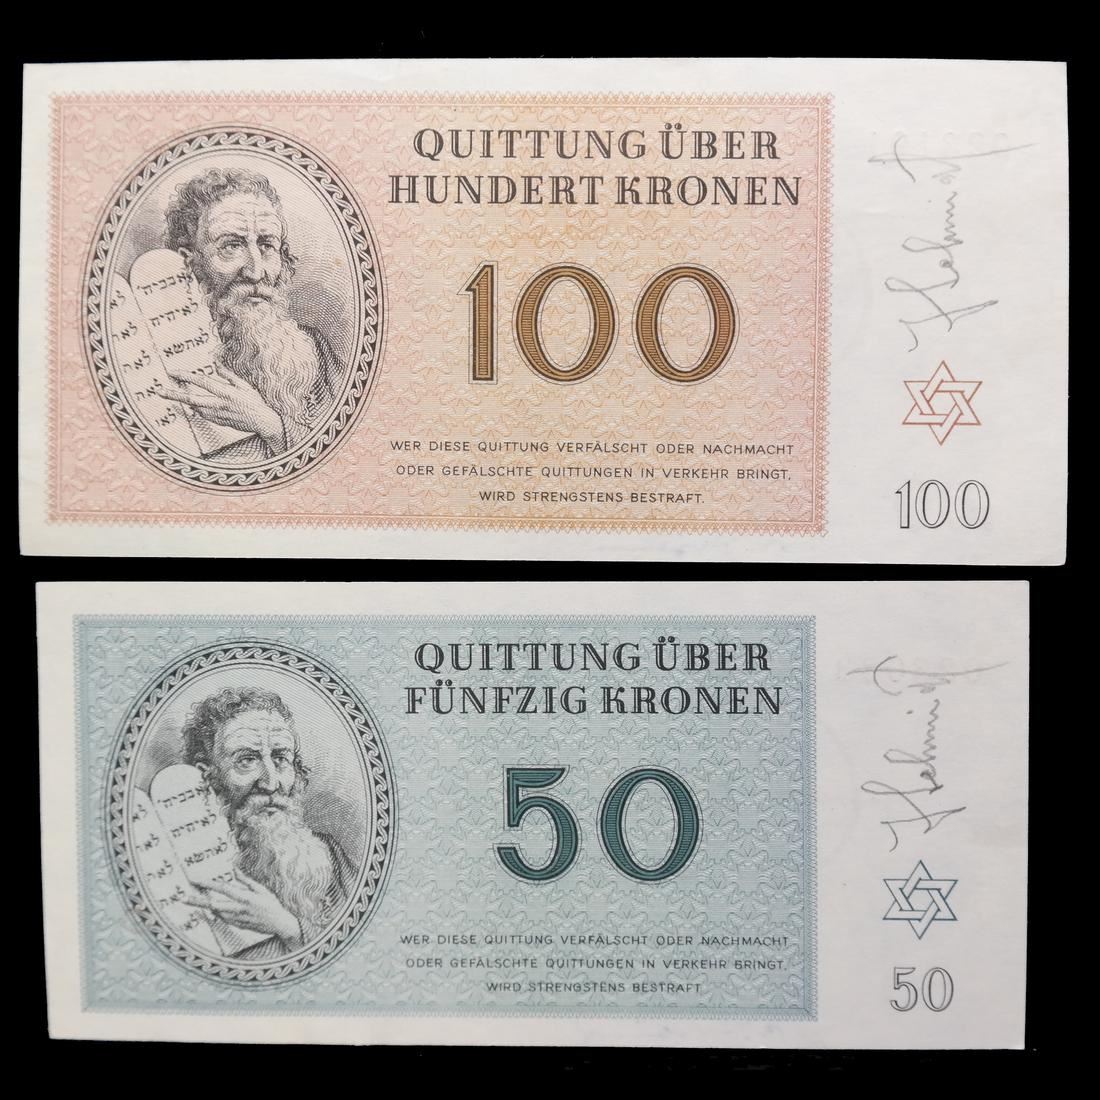 QUITTUNG ÜBER
HUNDERT KRONEN
100
WER DIESE QUITTUNG VERFÄLSCHT ODER NACHMACHT
ODER GEFÄLSCHTE QUITTUNGEN IN VERKEHR BRINGT,
WIRD STRENGSTENS BESTRAFT.
100
QUITTUNG ÜBER
FÜNFZIG KRONEN
50
WER DIESE QUITTUNG VERFÄLSCHT ODER NACHMACHT
ODER GEFÄLSCHTE QUITTUNGEN IN VERKEHR BRINGT,
WIRD STRENGSTENS BESTRAFT.
50